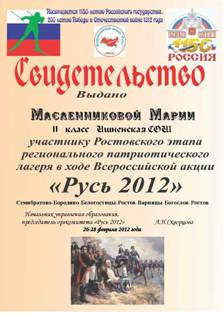 Посвящается 1150-летию Российского государства,
200-летию Победы в Отечественной войне 1812 года
1150
РОССИЯ
Свидетельство
Выдано
Масленниковой Марии
11 класс Ишненская СОШ
участнику Ростовского этапа
регионального патриотического
лагеря в ходе Всероссийской акции
«Русь 2012»
Семибратово-Бородино-Белогостицы-Ростов-Варницы-Богослов-Ростов
Начальник управления образования,
председатель оргкомитета «Русь 2012»
А.Н.Скворцова
26-28 февраля 2012 года